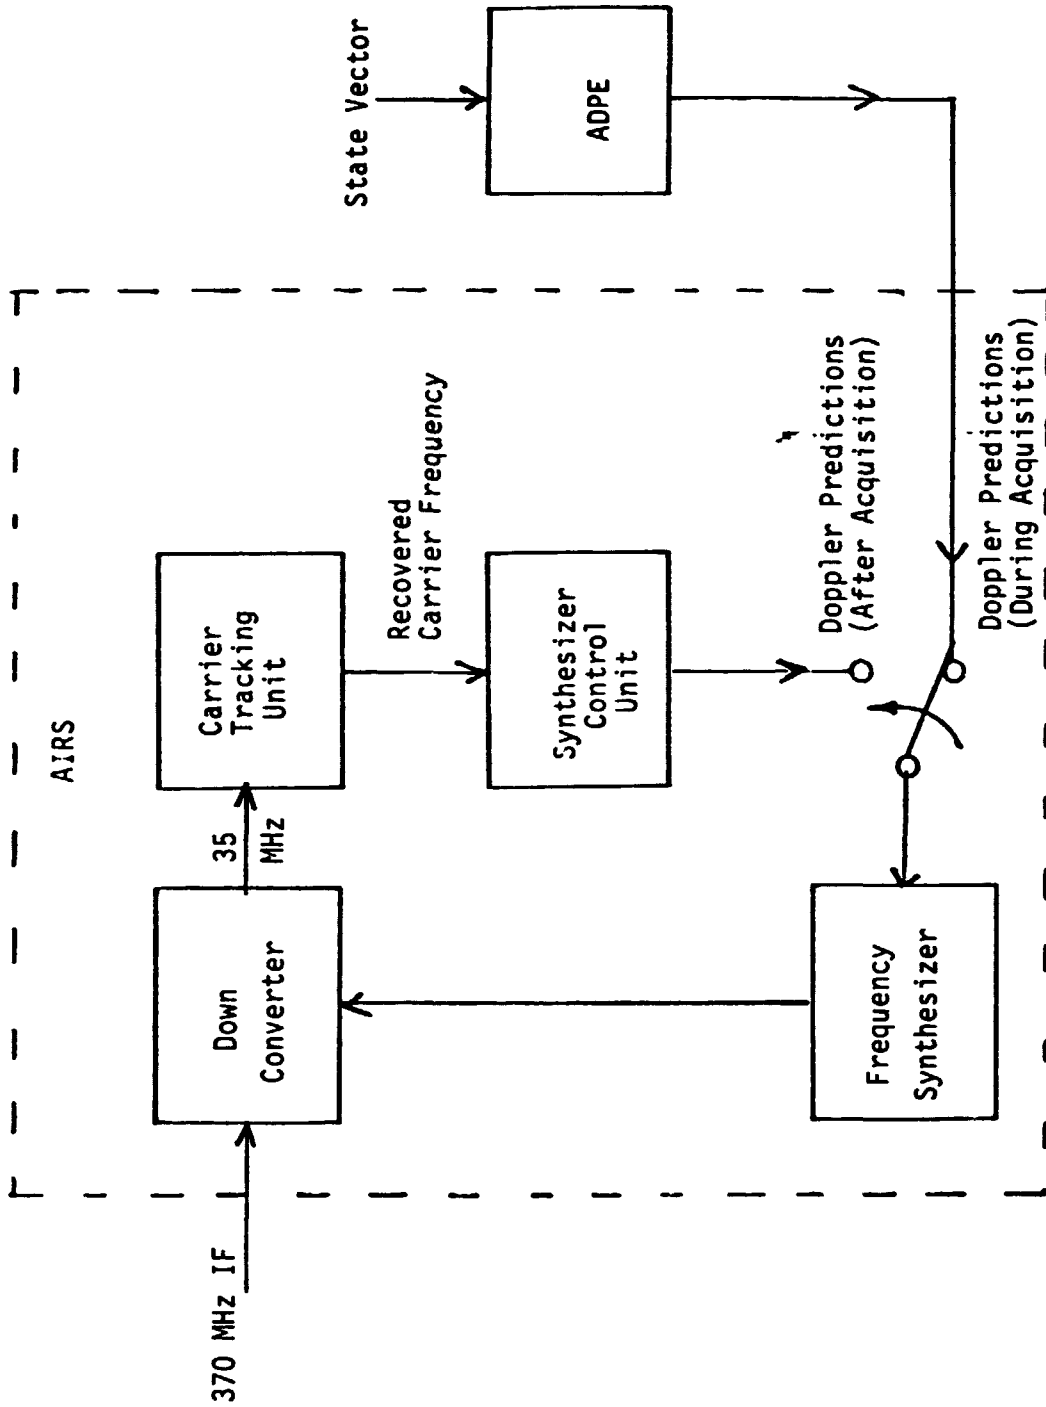 AIRS
370 MHz IF
Down
Converter
35
MHz
Carrier
Tracking
Unit
Recovered
Carrier Frequency
Synthesizer
Control
Unit
State Vector
ADPE
Doppler Predictions
(After Acquisition)
Doppler Predictions
(During Acquisition)
Frequency
Synthesizer